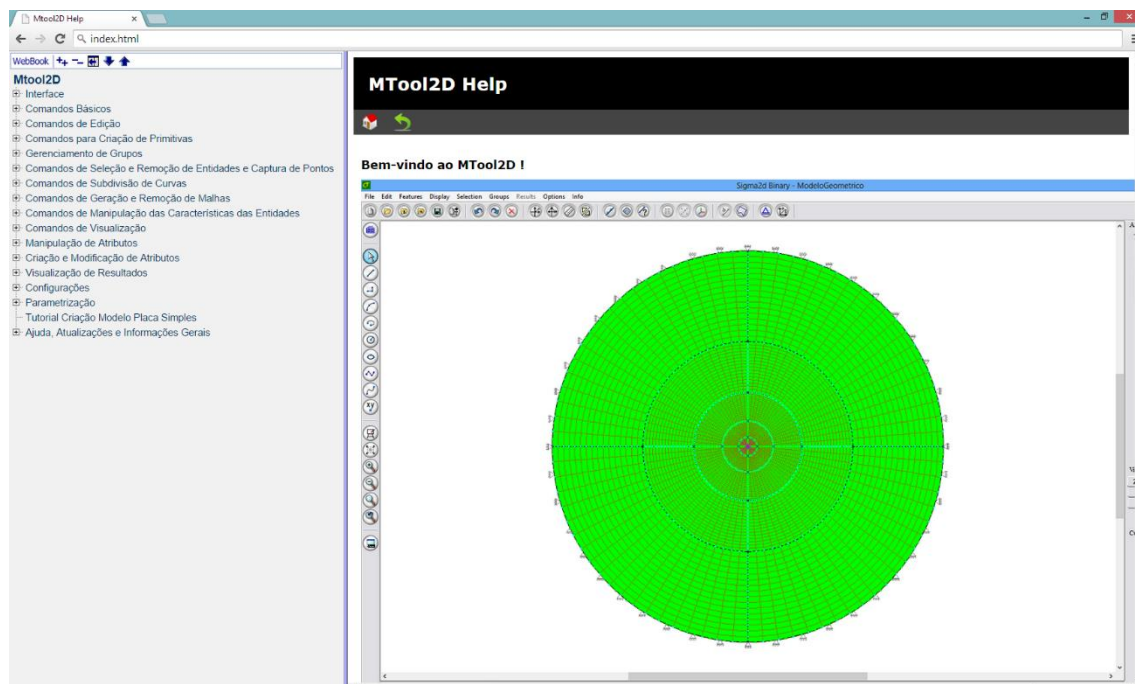 Mtool2D Help
index.html
WebBook
Mtool2D
Interface
Comandos Básicos
Comandos de Edição
Comandos para Criação de Primitivas
Gerenciamento de Grupos
Comandos de Seleção e Remoção de Entidades e Captura de Pontos
Comandos de Subdivisão de Curvas
Comandos de Geração e Remoção de Malhas
Comandos de Manipulação das Características das Entidades
Comandos de Visualização
Manipulação de Atributos
Criação e Modificação de Atributos
Visualização de Resultados
Configurações
Parametrização
Tutorial Criação Modelo Placa Simples
Ajuda, Atualizações e Informações Gerais
MTool2D Help
Bem-vindo ao MTool2D !
Sigma2d Binary - ModeloGeometrico
File Edit Features Display Selection Groups Results Options Info